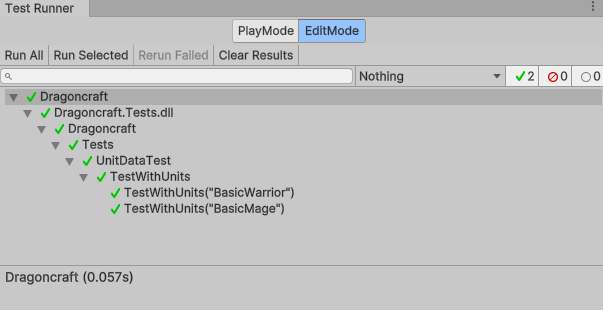 Test Runner
PlayMode EditMode
Run All Run Selected Rerun Failed Clear Results
Nothing 2 0 0
Dragoncraft
Dragoncraft.Tests.dll
Dragoncraft
Tests
UnitDataTest
TestWithUnits
TestWithUnits("BasicWarrior")
TestWithUnits("BasicMage")
Dragoncraft (0.057s)